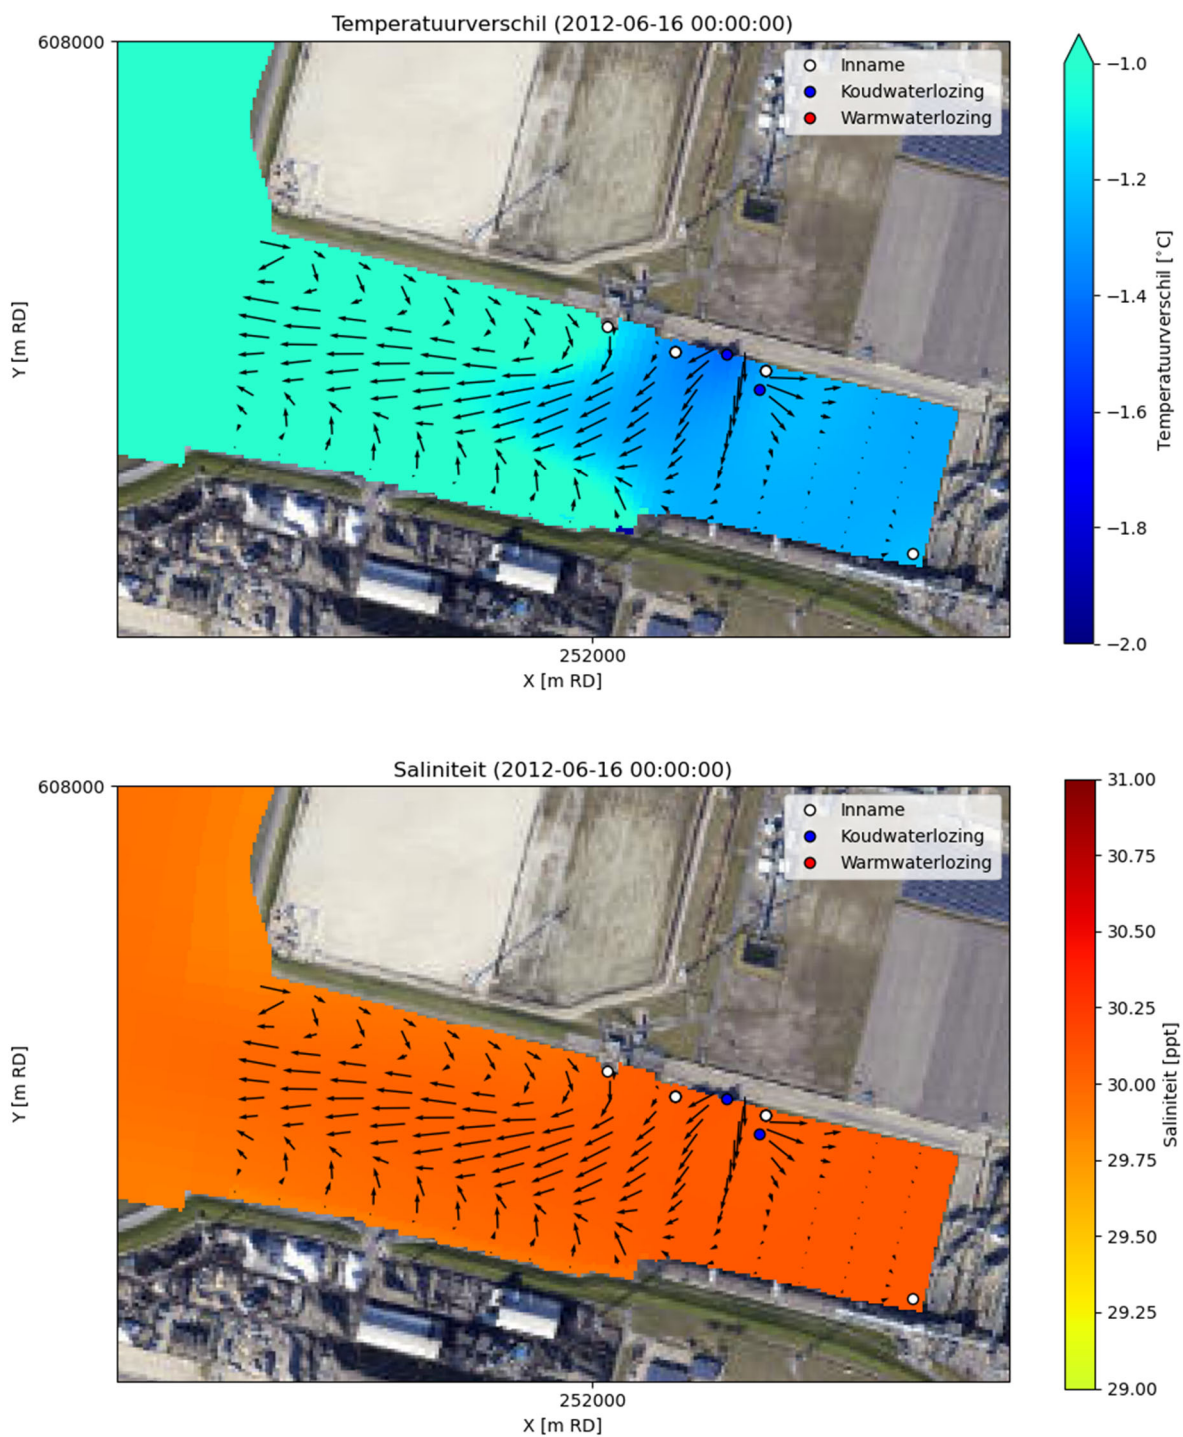 Temperatuurverschil (2012-06-16 00:00:00)
608000
Inname
Koudwaterlozing
Warmwaterlozing
Y [m RD]
252000
X [m RD]
−1.0
−1.2
−1.4
−1.6
−1.8
−2.0
Temperatuurverschil [°C]
Saliniteit (2012-06-16 00:00:00)
608000
Inname
Koudwaterlozing
Warmwaterlozing
Y [m RD]
252000
X [m RD]
31.00
30.75
30.50
30.25
30.00
29.75
29.50
29.25
29.00
Saliniteit [ppt]